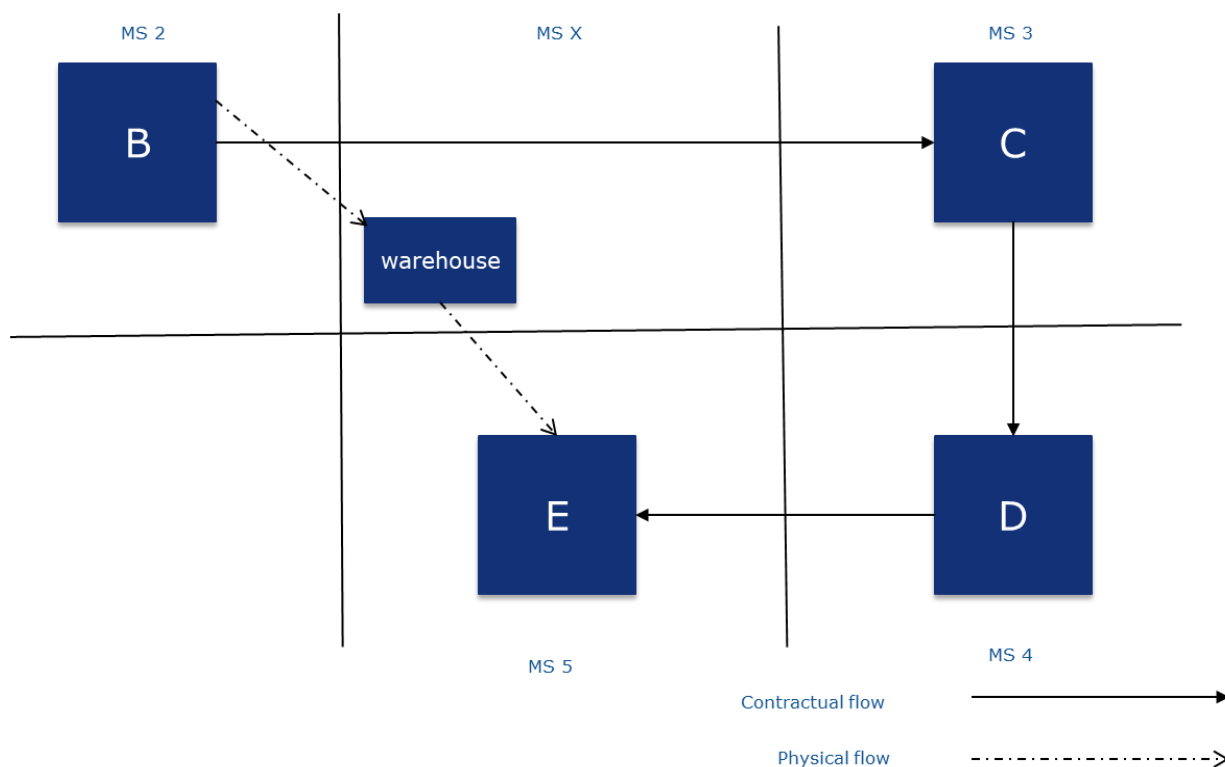 MS 2
MS X
MS 3
B
C
warehouse
E
D
MS 5
MS 4
Contractual flow
Physical flow